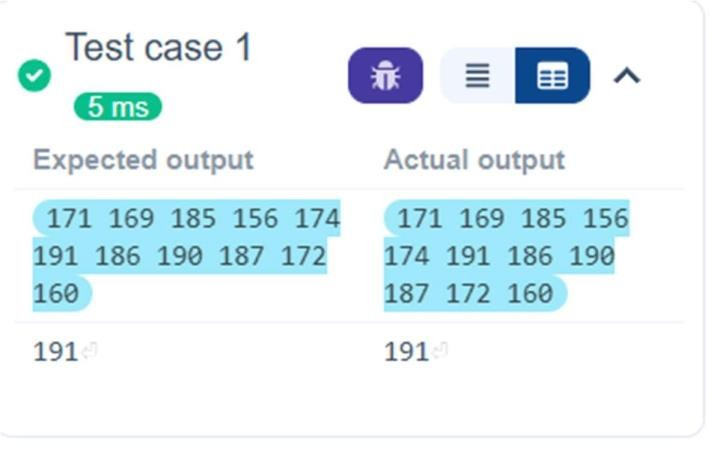 Test case 1
5 ms
Expected output
Actual output
171 169 185 156 174
191 186 190 187 172
160
171 169 185 156
174 191 186 190
187 172 160
191⏎
191⏎